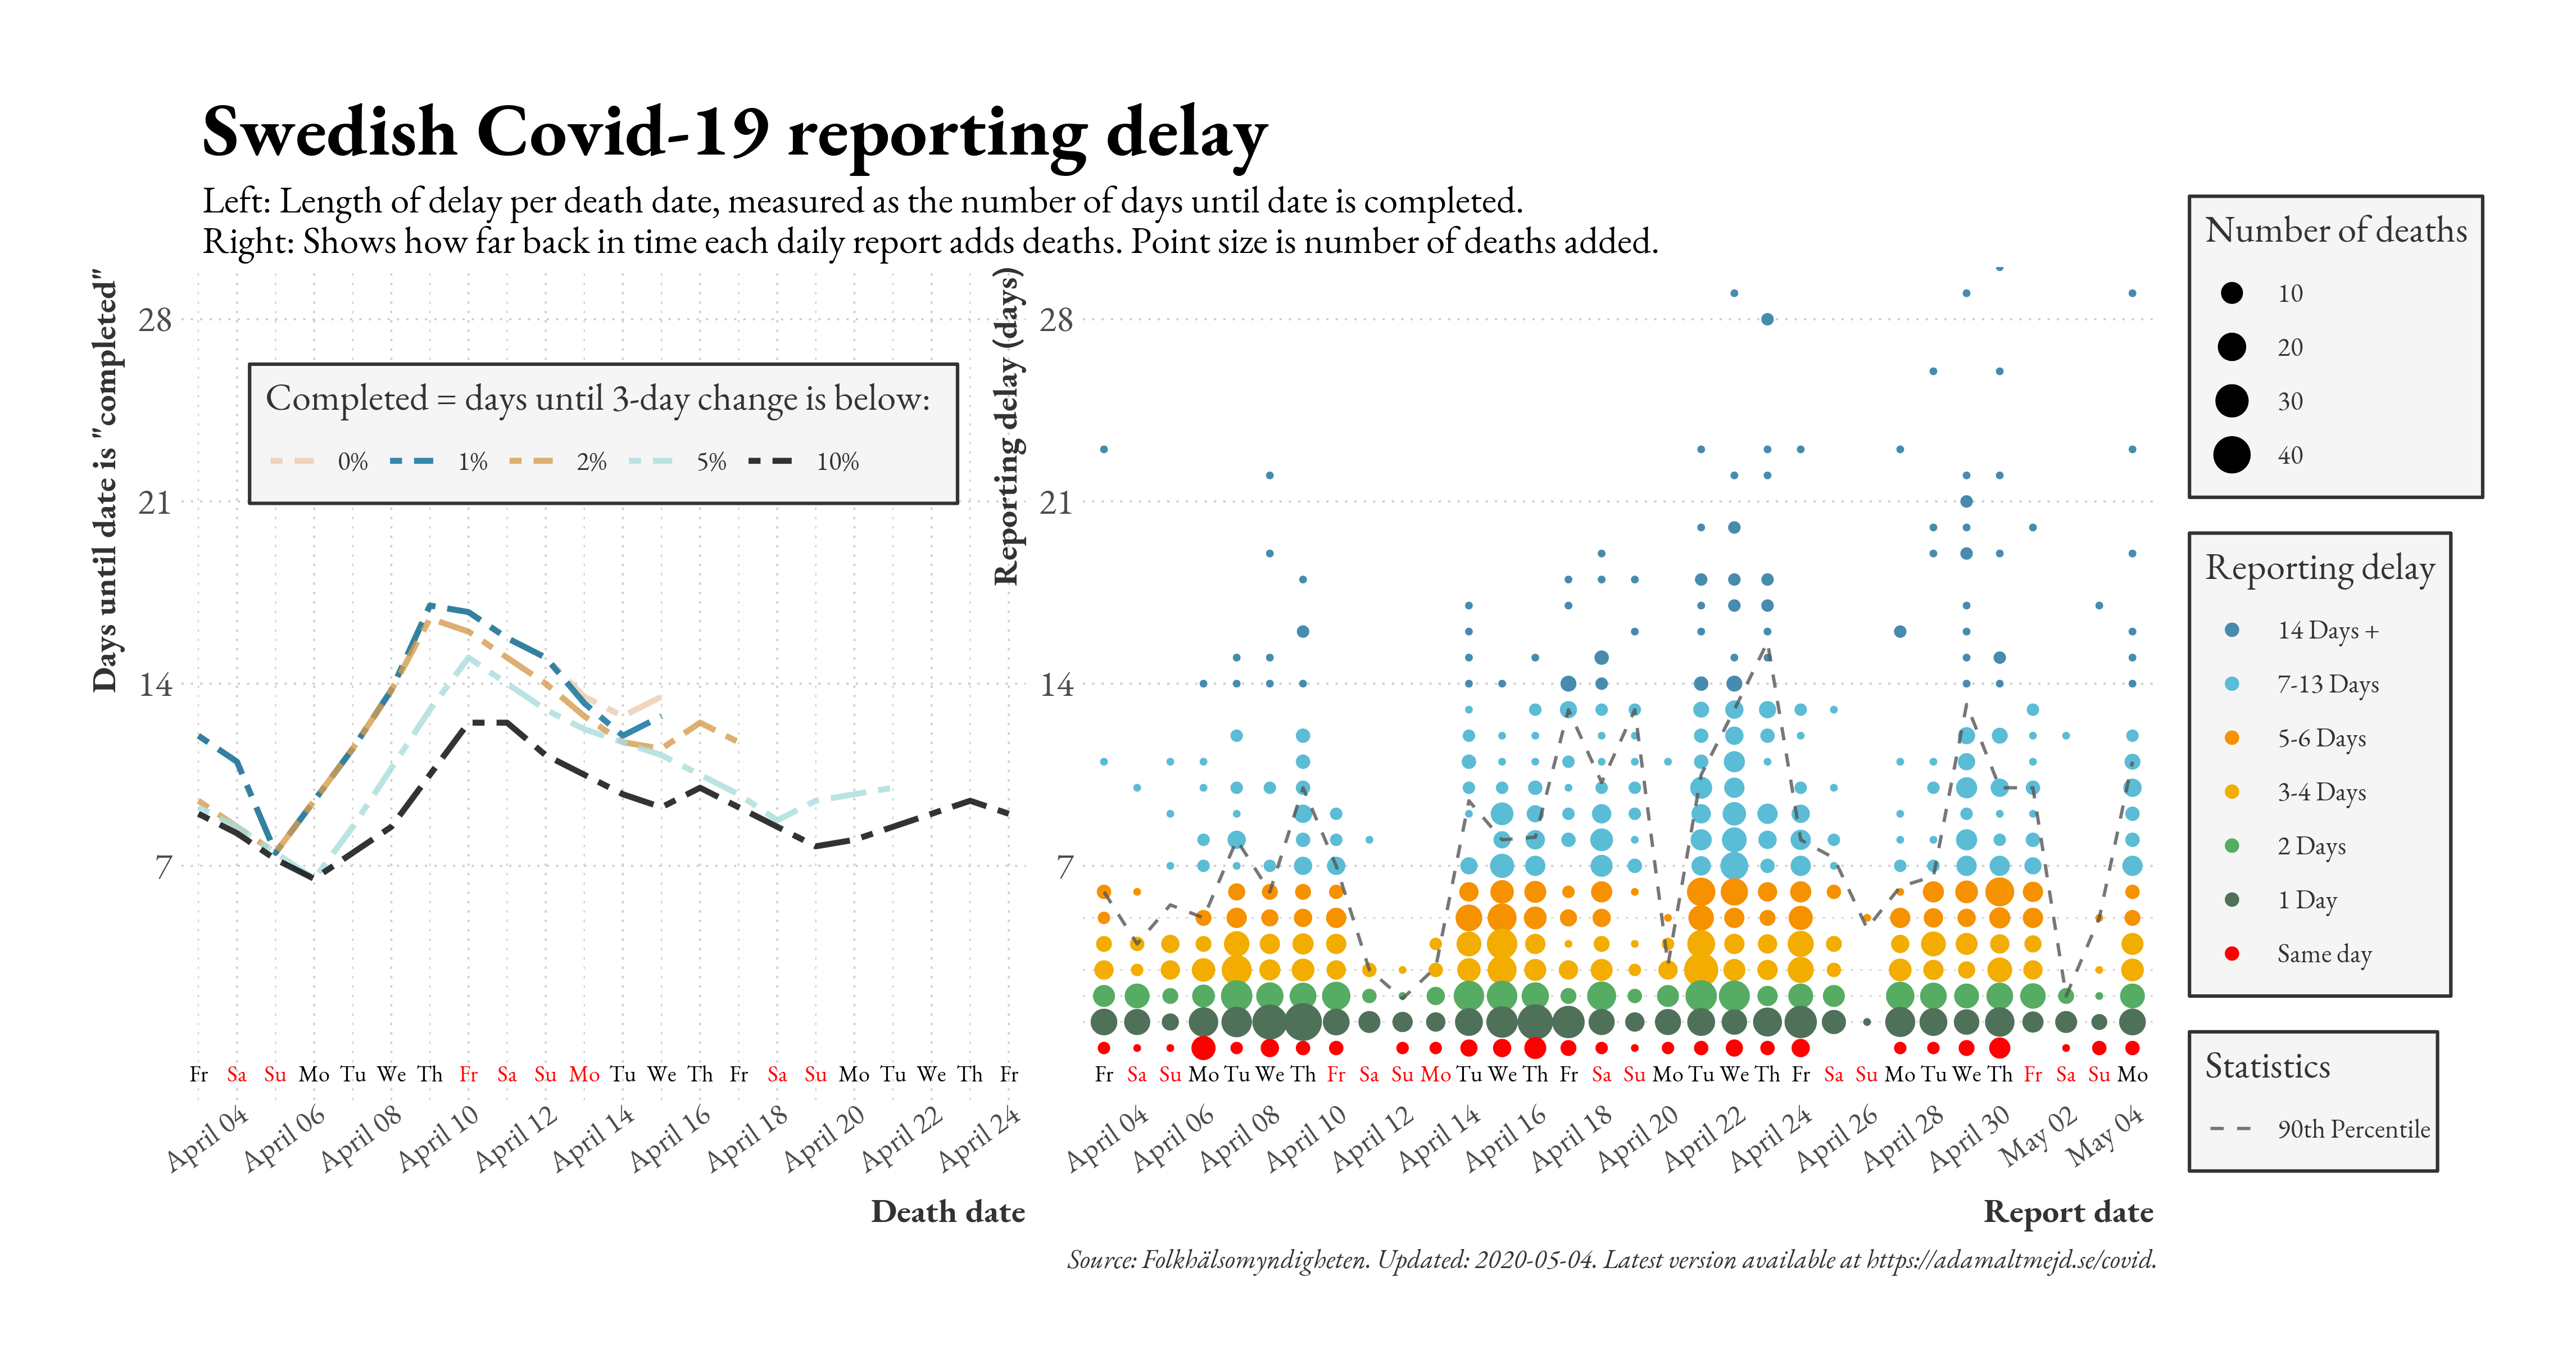 Swedish Covid-19 reporting delay
Left: Length of delay per death date, measured as the number of days until date is completed.
Right: Shows how far back in time each daily report adds deaths. Point size is number of deaths added.
Days until date is "completed"
28
21
14
7
Completed = days until 3-day change is below:
0% 1% 2% 5% 10%
Fr Sa Su Mo Tu We Th Fr Sa Su Mo Tu We Th Fr Sa Su Mo Tu We Th Fr
April 04 April 06 April 08 April 10 April 12 April 14 April 16 April 18 April 20 April 22 April 24
Death date
Reporting delay (days)
28
21
14
7
Fr Sa Su Mo Tu We Th Fr Sa Su Mo Tu We Th Fr Sa Su Mo Tu We Th Fr Sa Su Mo Tu We Th Fr Sa Su Mo
April 04 April 06 April 08 April 10 April 12 April 14 April 16 April 18 April 20 April 22 April 24 April 26 April 28 April 30 May 02 May 04
Report date
Number of deaths
10
20
30
40
Reporting delay
14 Days +
7-13 Days
5-6 Days
3-4 Days
2 Days
1 Day
Same day
Statistics
90th Percentile
Source: Folkhälsomyndigheten. Updated: 2020-05-04. Latest version available at https://adamaltmejd.se/covid.